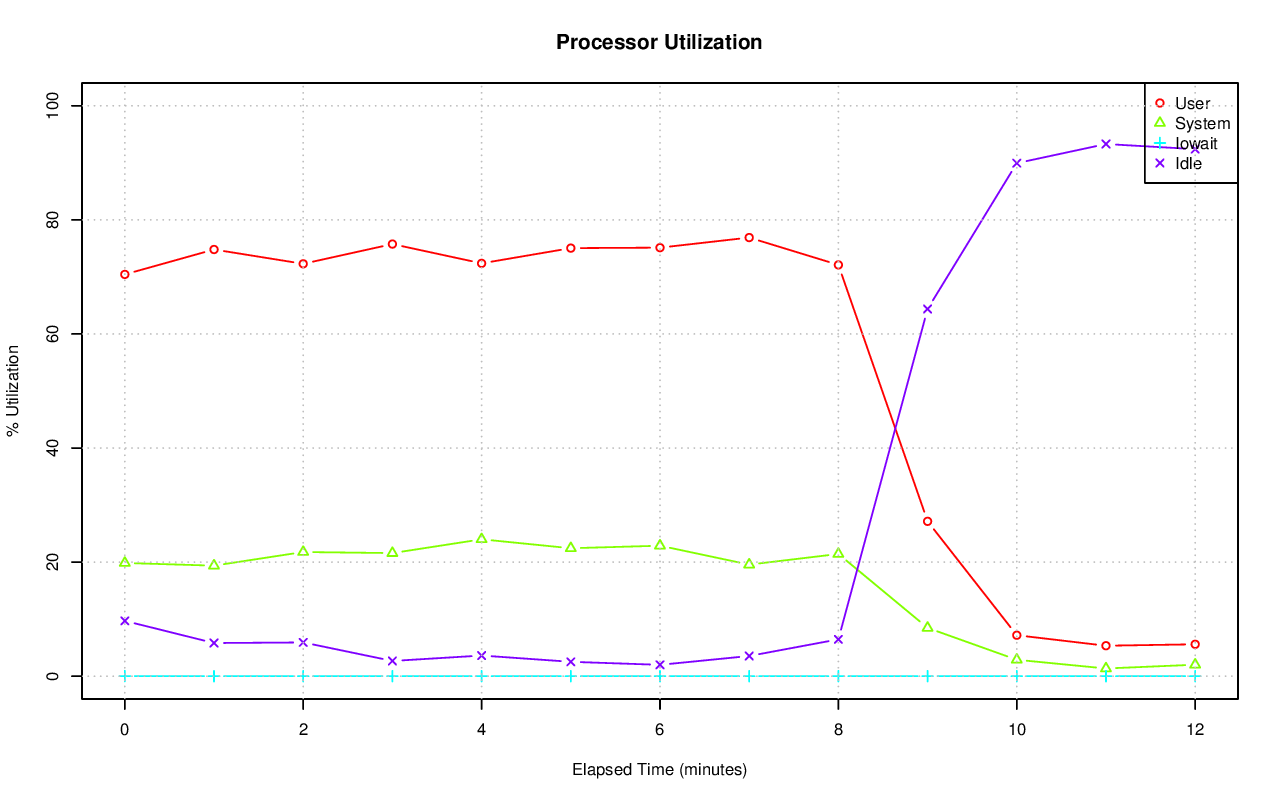 Processor Utilization
User
System
Iowait
Idle
% Utilization
100
80
60
40
20
0
0 2 4 6 8 10 12
Elapsed Time (minutes)